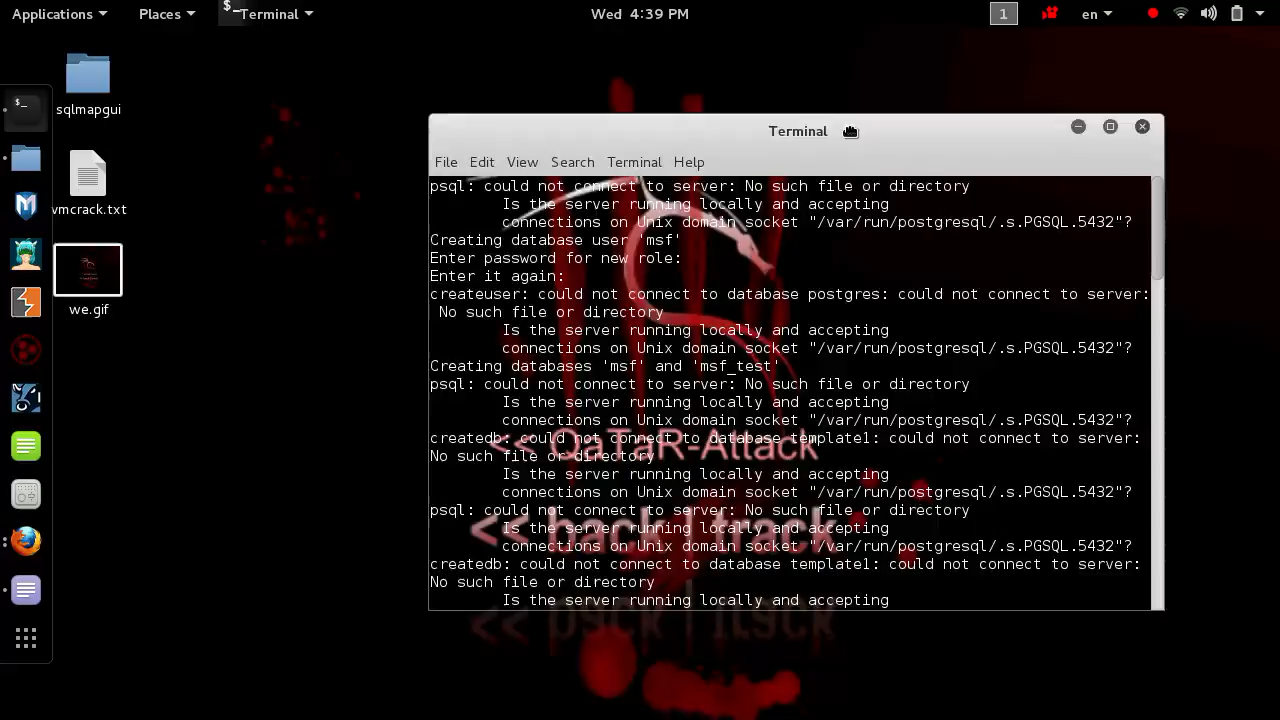 Applications
Places
Terminal
Wed 4:39 PM
1
en
sqlmapgui
vmcrack.txt
we.gif
Terminal
File Edit View Search Terminal Help
psql: could not connect to server: No such file or directory
Is the server running locally and accepting
connections on Unix domain socket "/var/run/postgresql/.s.PGSQL.5432"?
Creating database user 'msf'
Enter password for new role:
Enter it again:
createuser: could not connect to database postgres: could not connect to server:
No such file or directory
Is the server running locally and accepting
connections on Unix domain socket "/var/run/postgresql/.s.PGSQL.5432"?
Creating databases 'msf' and 'msf_test'
psql: could not connect to server: No such file or directory
Is the server running locally and accepting
connections on Unix domain socket "/var/run/postgresql/.s.PGSQL.5432"?
createdb: could not connect to database template1: could not connect to server:
No such file or directory
Is the server running locally and accepting
connections on Unix domain socket "/var/run/postgresql/.s.PGSQL.5432"?
psql: could not connect to server: No such file or directory
Is the server running locally and accepting
connections on Unix domain socket "/var/run/postgresql/.s.PGSQL.5432"?
createdb: could not connect to database template1: could not connect to server:
No such file or directory
Is the server running locally and accepting
<< QaTaR-Attack